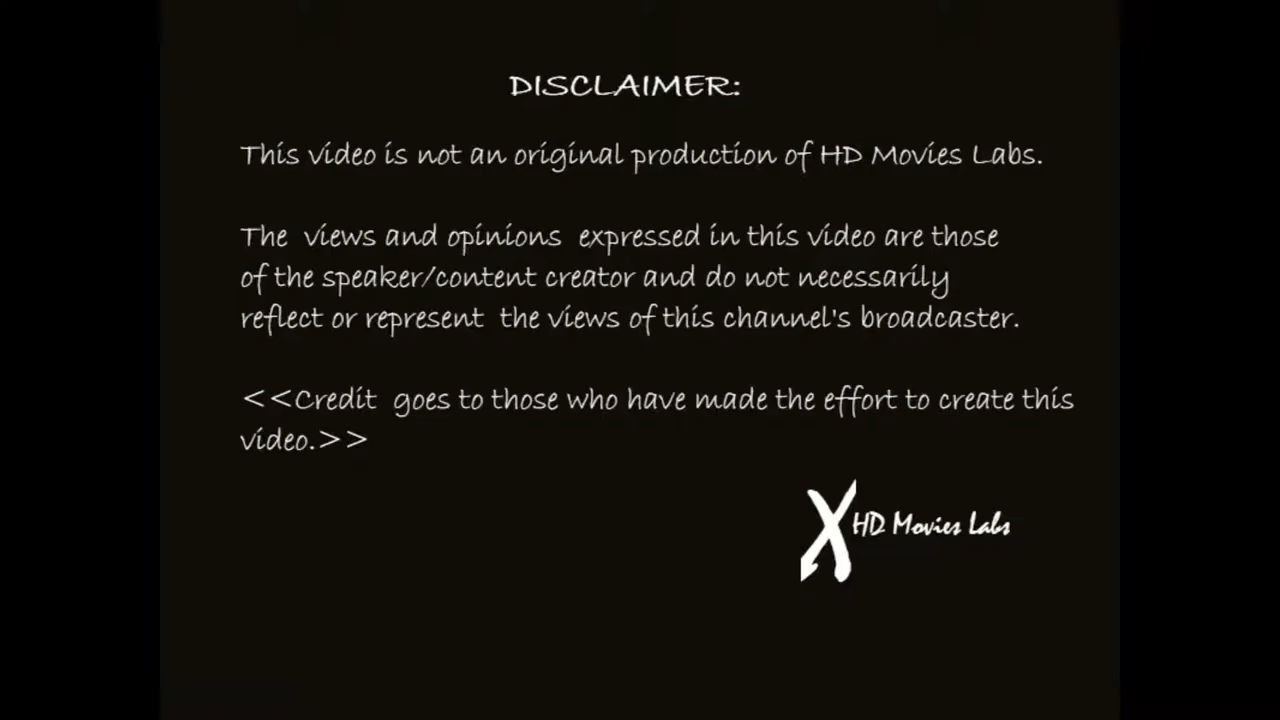 DISCLAIMER:
This video is not an original production of HD Movies Labs.
The views and opinions expressed in this video are those
of the speaker/content creator and do not necessarily
reflect or represent the views of this channel's broadcaster.
<<Credit goes to those who have made the effort to create this
video.>>
X HD Movies Labs